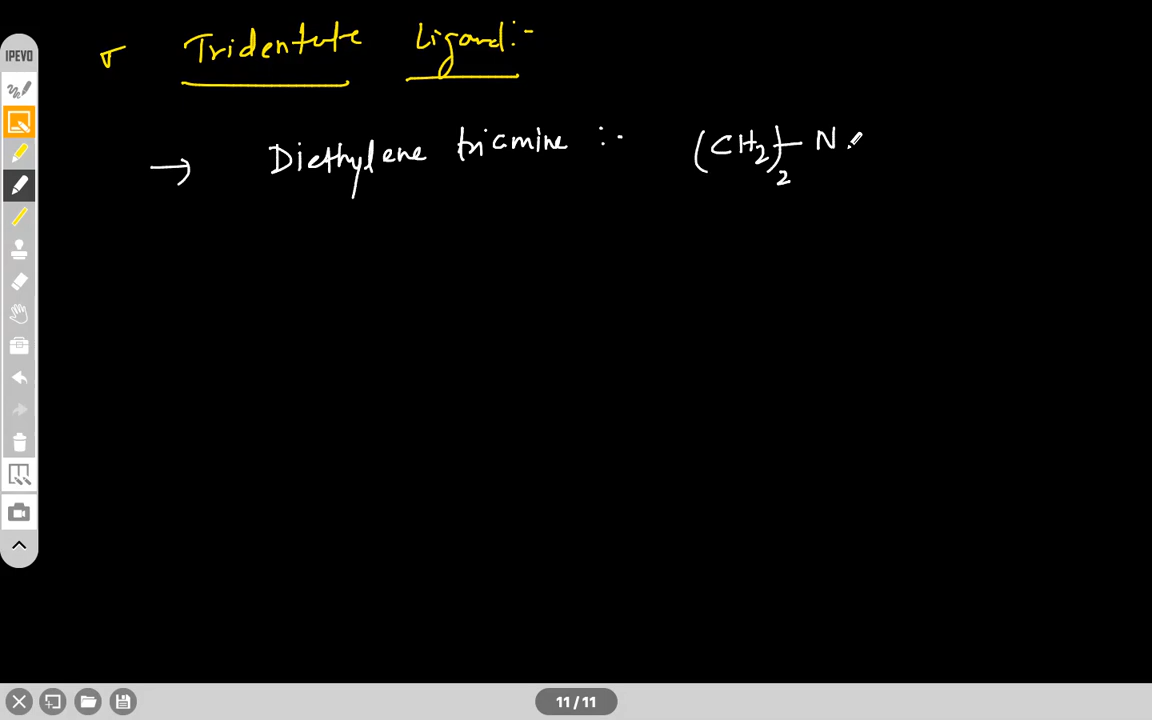 Tridentate Ligand:-
→ Diethylene triamine :- (CH2)2-N
IPEVO
11/11